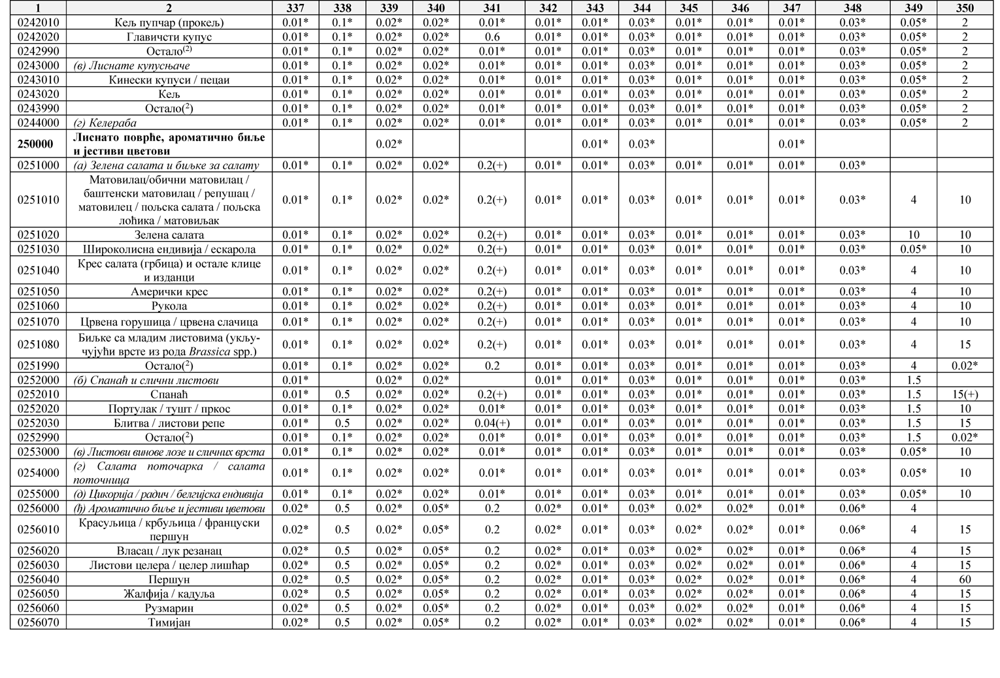 1 2 337 338 339 340 341 342 343 344 345 346 347 348 349 350
0242010 Кељ пупчар (прокељ) 0.01* 0.1* 0.02* 0.02* 0.01* 0.01* 0.01* 0.03* 0.01* 0.01* 0.01* 0.03* 0.05* 2
0242020 Главичсти купус 0.01* 0.1* 0.02* 0.02* 0.6 0.01* 0.01* 0.03* 0.01* 0.01* 0.01* 0.03* 0.05* 2
0242990 Остало(2) 0.01* 0.1* 0.02* 0.02* 0.01* 0.01* 0.01* 0.03* 0.01* 0.01* 0.01* 0.03* 0.05* 2
0243000 (в) Лиснате купусњаче 0.01* 0.1* 0.02* 0.02* 0.01* 0.01* 0.01* 0.03* 0.01* 0.01* 0.01* 0.03* 0.05* 2
0243010 Кинески купуси / пецаи 0.01* 0.1* 0.02* 0.02* 0.01* 0.01* 0.01* 0.03* 0.01* 0.01* 0.01* 0.03* 0.05* 2
0243020 Кељ 0.01* 0.1* 0.02* 0.02* 0.01* 0.01* 0.01* 0.03* 0.01* 0.01* 0.01* 0.03* 0.05* 2
0243990 Остало(2) 0.01* 0.1* 0.02* 0.02* 0.01* 0.01* 0.01* 0.03* 0.01* 0.01* 0.01* 0.03* 0.05* 2
0244000 (г) Келераба 0.01* 0.1* 0.02* 0.02* 0.01* 0.01* 0.01* 0.03* 0.01* 0.01* 0.01* 0.03* 0.05* 2
Лиснато поврће, ароматично биље
250000 и јестиви цветови 0.02* 0.01* 0.03* 0.01*
0251000 (а) Зелена салата и биљке за салату 0.01* 0.1* 0.02* 0.02* 0.2(+) 0.01* 0.01* 0.03* 0.01* 0.01* 0.01* 0.03*
Матовилац/обични матовилац /
баштенски матовилац / репушац /
0251010 матовилец / пољска салата / пољска 0.01* 0.1* 0.02* 0.02* 0.2(+) 0.01* 0.01* 0.03* 0.01* 0.01* 0.01* 0.03* 4 10
лоћика / матовиљак
0251020 Зелена салата 0.01* 0.1* 0.02* 0.02* 0.2(+) 0.01* 0.01* 0.03* 0.01* 0.01* 0.01* 0.03* 10 10
0251030 Широколисна ендивија / ескарола 0.01* 0.1* 0.02* 0.02* 0.2(+) 0.01* 0.01* 0.03* 0.01* 0.01* 0.01* 0.03* 0.05* 10
Крес салата (грбица) и остале клице
0251040 и изданци 0.01* 0.1* 0.02* 0.02* 0.2(+) 0.01* 0.01* 0.03* 0.01* 0.01* 0.01* 0.03* 4 10
0251050 Амерички крес 0.01* 0.1* 0.02* 0.02* 0.2(+) 0.01* 0.01* 0.03* 0.01* 0.01* 0.01* 0.03* 4 10
0251060 Рукола 0.01* 0.1* 0.02* 0.02* 0.2(+) 0.01* 0.01* 0.03* 0.01* 0.01* 0.01* 0.03* 4 10
0251070 Црвена горушица / црвена слачица 0.01* 0.1* 0.02* 0.02* 0.2(+) 0.01* 0.01* 0.03* 0.01* 0.01* 0.01* 0.03* 4 10
Биљке са младим листовима (укљу-
0251080 чујући врсте из рода Brassica spp.) 0.01* 0.1* 0.02* 0.02* 0.2(+) 0.01* 0.01* 0.03* 0.01* 0.01* 0.01* 0.03* 4 15
0251990 Остало(2) 0.01* 0.1* 0.02* 0.02* 0.2 0.01* 0.01* 0.03* 0.01* 0.01* 0.01* 0.03* 4 0.02*
0252000 (б) Спанаћ и слични листови 0.01* 0.02* 0.02* 0.01* 0.01* 0.03* 0.01* 0.01* 0.01* 0.03* 1.5
0252010 Спанаћ 0.01* 0.5 0.02* 0.02* 0.2(+) 0.01* 0.01* 0.03* 0.01* 0.01* 0.01* 0.03* 1.5 15(+)
0252020 Портулак / тушт / пркос 0.01* 0.1* 0.02* 0.02* 0.01* 0.01* 0.01* 0.03* 0.01* 0.01* 0.01* 0.03* 1.5 10
0252030 Блитва / листови репе 0.01* 0.5 0.02* 0.02* 0.04(+) 0.01* 0.01* 0.03* 0.01* 0.01* 0.01* 0.03* 1.5 15
0252990 Остало(2) 0.01* 0.1* 0.02* 0.02* 0.01* 0.01* 0.01* 0.03* 0.01* 0.01* 0.01* 0.03* 1.5 0.02*
0253000 (в) Листови винове лозе и сличних врста 0.01* 0.1* 0.02* 0.02* 0.01* 0.01* 0.01* 0.03* 0.01* 0.01* 0.01* 0.03* 0.05* 10
(г) Салата поточарка / салата
0254000 поточница 0.01* 0.1* 0.02* 0.02* 0.01* 0.01* 0.01* 0.03* 0.01* 0.01* 0.01* 0.03* 0.05* 10
0255000 (д) Цикорија / радич / белгијска ендивија 0.01* 0.1* 0.02* 0.02* 0.01* 0.01* 0.01* 0.03* 0.01* 0.01* 0.01* 0.03* 0.05* 10
0256000 (ђ) Ароматично биље и јестиви цветови 0.02* 0.5 0.02* 0.05* 0.2 0.02* 0.01* 0.03* 0.02* 0.02* 0.01* 0.06* 4
Красуљица / крбуљица / француски
0256010 першун 0.02* 0.5 0.02* 0.05* 0.2 0.02* 0.01* 0.03* 0.02* 0.02* 0.01* 0.06* 4 15
0256020 Власац / лук резанац 0.02* 0.5 0.02* 0.05* 0.2 0.02* 0.01* 0.03* 0.02* 0.02* 0.01* 0.06* 4 15
0256030 Листови целера / целер лишћар 0.02* 0.5 0.02* 0.05* 0.2 0.02* 0.01* 0.03* 0.02* 0.02* 0.01* 0.06* 4 15
0256040 Першун 0.02* 0.5 0.02* 0.05* 0.2 0.02* 0.01* 0.03* 0.02* 0.02* 0.01* 0.06* 4 60
0256050 Жалфија / кадуља 0.02* 0.5 0.02* 0.05* 0.2 0.02* 0.01* 0.03* 0.02* 0.02* 0.01* 0.06* 4 15
0256060 Рузмарин 0.02* 0.5 0.02* 0.05* 0.2 0.02* 0.01* 0.03* 0.02* 0.02* 0.01* 0.06* 4 15
0256070 Тимијан 0.02* 0.5 0.02* 0.05* 0.2 0.02* 0.01* 0.03* 0.02* 0.02* 0.01* 0.06* 4 15